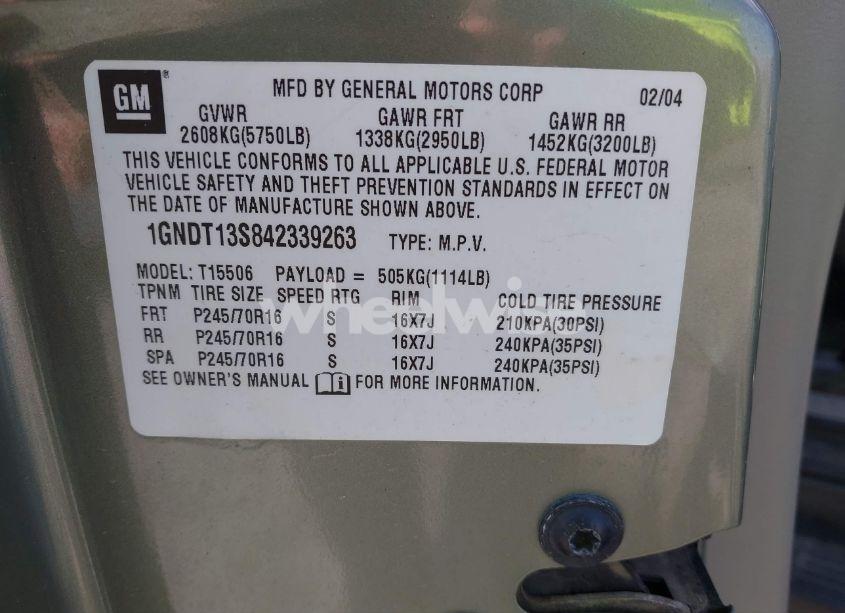 GM
MFD BY GENERAL MOTORS CORP 02/04
GVWR GAWR FRT GAWR RR
2608KG(5750LB) 1338KG(2950LB) 1452KG(3200LB)
THIS VEHICLE CONFORMS TO ALL APPLICABLE U.S. FEDERAL MOTOR
VEHICLE SAFETY AND THEFT PREVENTION STANDARDS IN EFFECT ON
THE DATE OF MANUFACTURE SHOWN ABOVE.
1GNDT13S842339263 TYPE: M.P.V.
MODEL: T15506 PAYLOAD = 505KG(1114LB)
TPNM TIRE SIZE SPEED RTG RIM COLD TIRE PRESSURE
FRT P245/70R16 S 16X7J 210KPA(30PSI)
RR P245/70R16 S 16X7J 240KPA(35PSI)
SPA P245/70R16 S 16X7J 240KPA(35PSI)
SEE OWNER'S MANUAL FOR MORE INFORMATION.
wheelwise